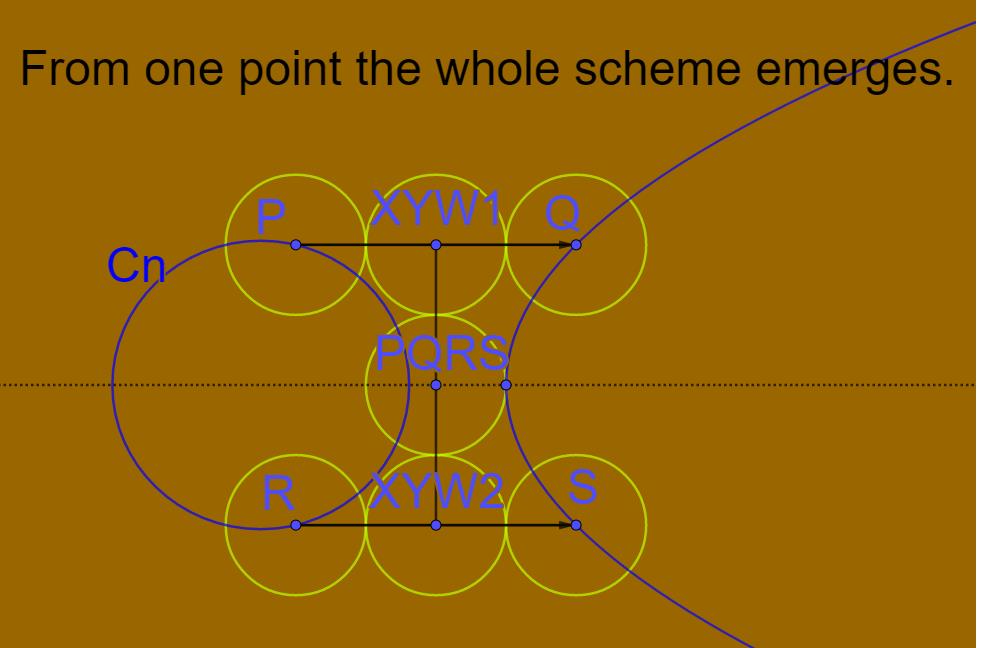 From one point the whole scheme emerges.
P XYW1 Q
Cn
PQRS
R XYW2 S